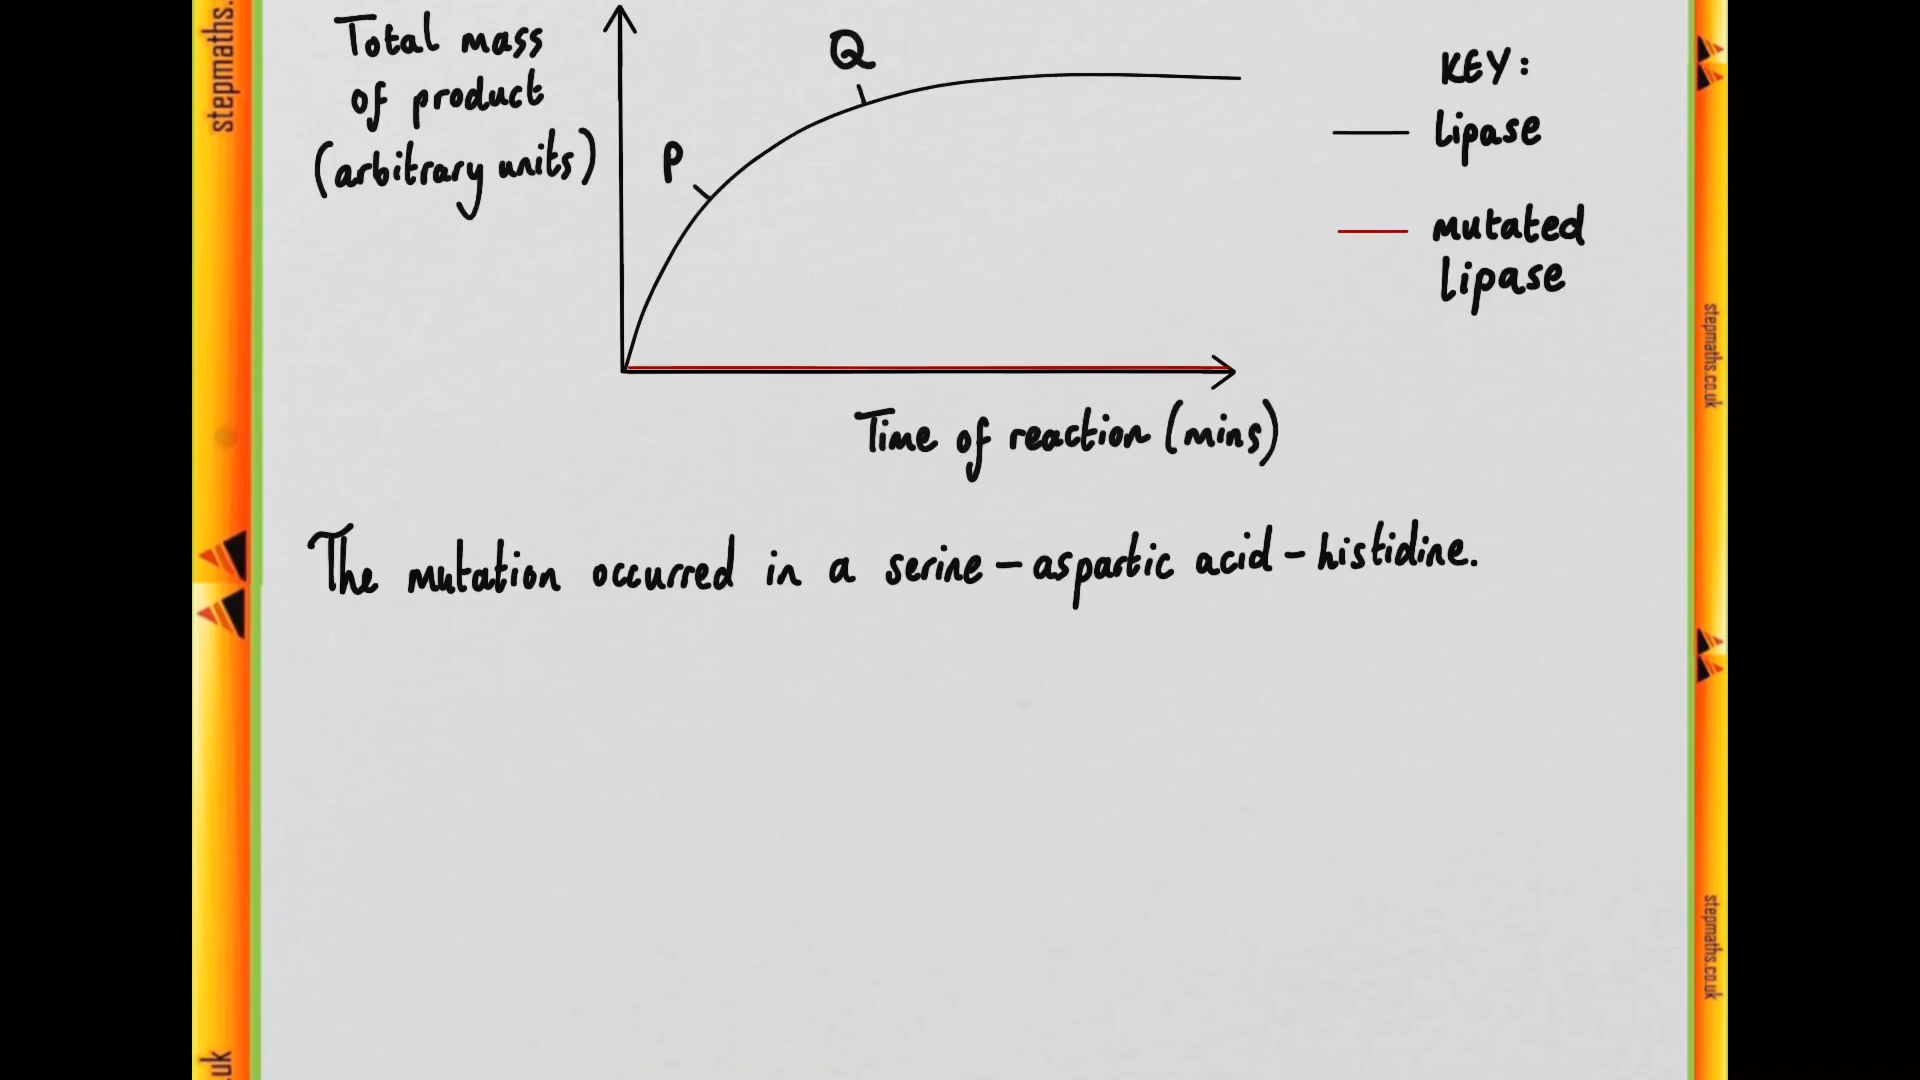 stepmaths.
Total mass
of product
(arbitrary units)
P
Q
KEY:
lipase
mutated
lipase
Time of reaction (mins)
The mutation occurred in a serine - aspartic acid - histidine.
stepmaths.co.uk
stepmaths.co.uk
.uk